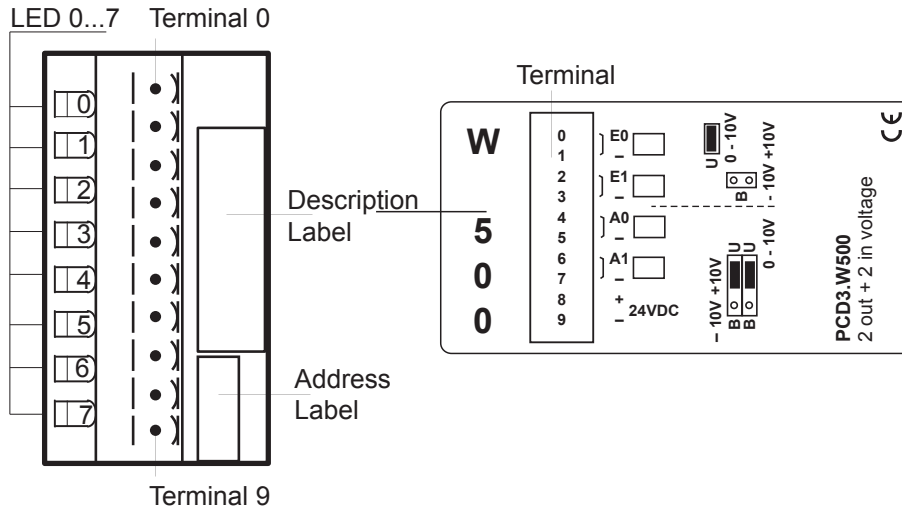 LED 0...7
Terminal 0
0
1
2
3
4
5
6
7
Description
Label
Address
Label
Terminal 9
Terminal
W
5
0
0
0
1
2
3
4
5
6
7
8
9
E0
–
E1
–
A0
–
A1
–
+
–
24VDC
U
0 - 10V
B
- 10V +10V
– 10V +10V
B
B
U
U
0 - 10V
PCD3.W500
2 out + 2 in voltage
CE